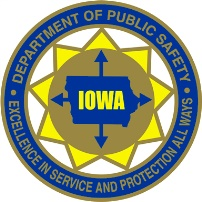 • DEPARTMENT OF PUBLIC SAFETY •
IOWA
EXCELLENCE IN SERVICE AND PROTECTION ALL WAYS